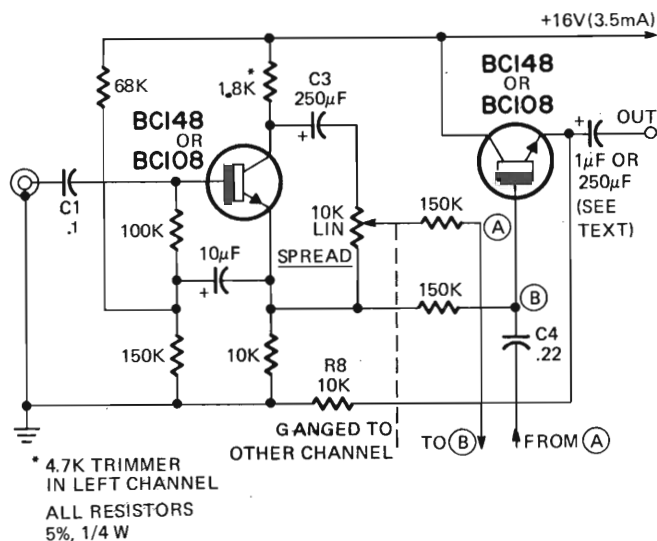 +16V(3.5mA)
68K
1.8K*
C3
250µF
+
BC148
OR
BC108
BC148
OR
BC108
+
OUT
1µF OR
250µF
(SEE
TEXT)
C1
.1
100K
10µF
+
10K
LIN
SPREAD
150K
A
150K
B
150K
10K
R8
10K
C4
.22
GANGED TO
OTHER CHANNEL
TO B
FROM A
* 4.7K TRIMMER
IN LEFT CHANNEL
ALL RESISTORS
5%, 1/4 W